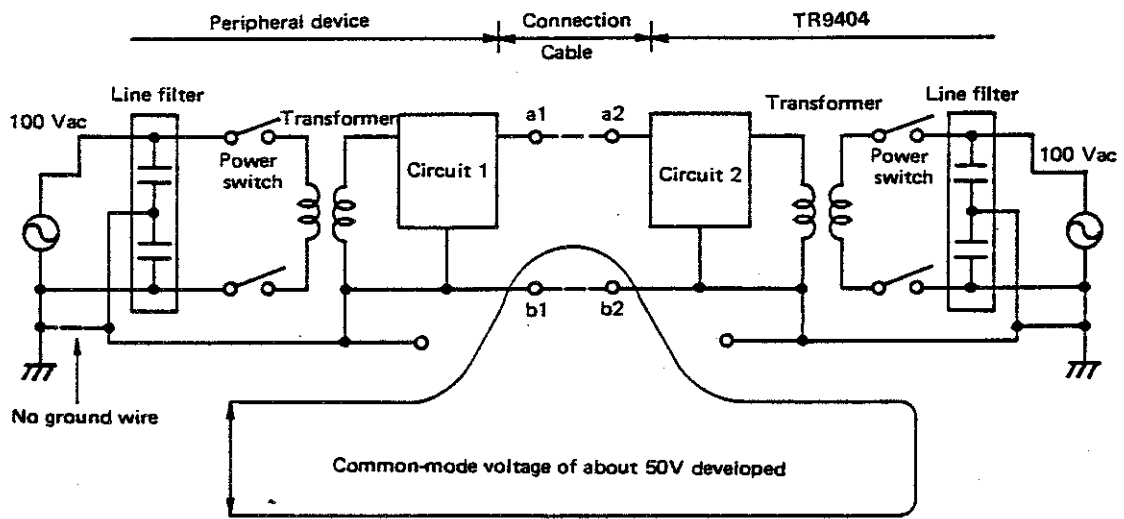 Peripheral device
Connection
Cable
TR9404
Line filter
100 Vac
Transformer
Power
switch
Circuit 1
a1
a2
Circuit 2
Transformer
Line filter
Power
switch
100 Vac
b1
b2
No ground wire
Common-mode voltage of about 50V developed